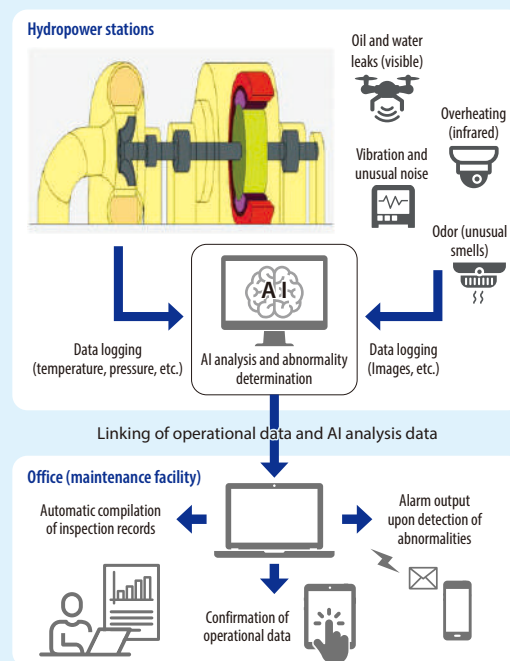 Hydropower stations
Oil and water
leaks (visible)
Overheating
(infrared)
Vibration and
unusual noise
Odor (unusual
smells)
AI
Data logging
(temperature, pressure, etc.)
AI analysis and abnormality
determination
Data logging
(Images, etc.)
Linking of operational data and AI analysis data
Office (maintenance facility)
Automatic compilation
of inspection records
Alarm output
upon detection of
abnormalities
Confirmation of
operational data